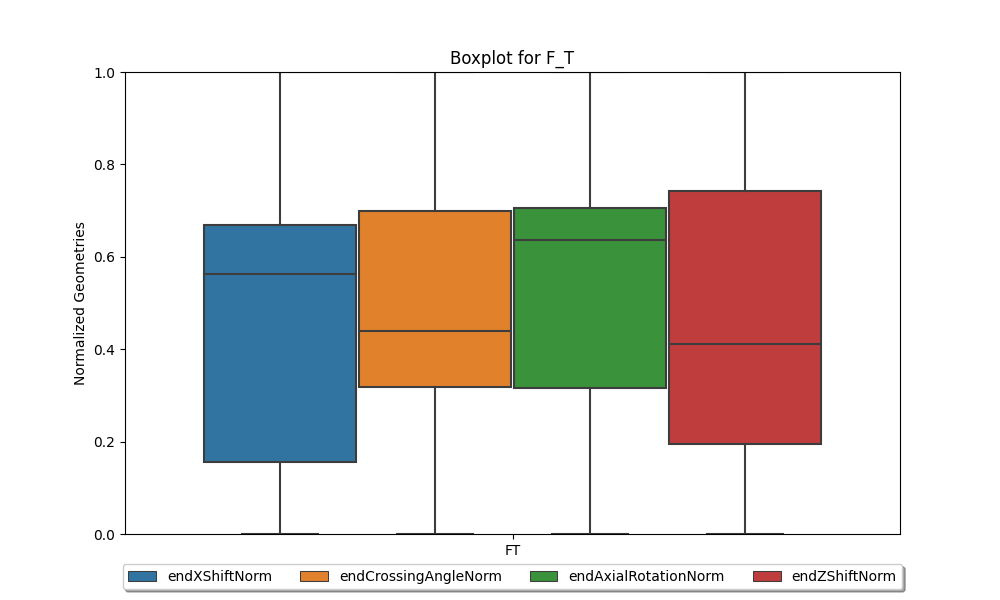 Boxplot for F_T
1.0
0.8
0.6
0.4
0.2
0.0
Normalized Geometries
FT
endXShiftNorm endCrossingAngleNorm endAxialRotationNorm endZShiftNorm